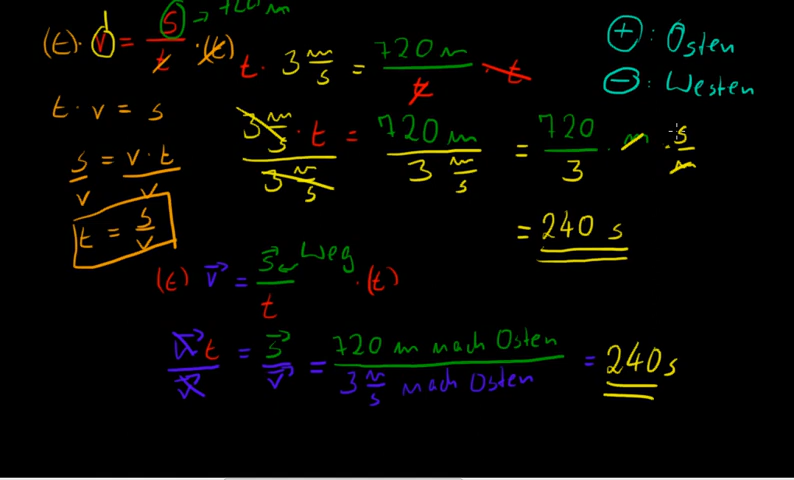 s → 720 m
(t) · v = s/t · (t)
t · 3 m/s = 720 m / t · t
+ : Osten
− : Westen
t · v = s
3 m/s · t / 3 m/s = 720 m / 3 m/s = 720/3 · m · s/m
s/v = v · t / v
= 240 s
t = s/v
(t) v⃗ = s⃗/t · (t)
Weg
v⃗ t / v⃗ = s⃗/v⃗ = 720 m nach Osten / 3 m/s nach Osten = 240 s